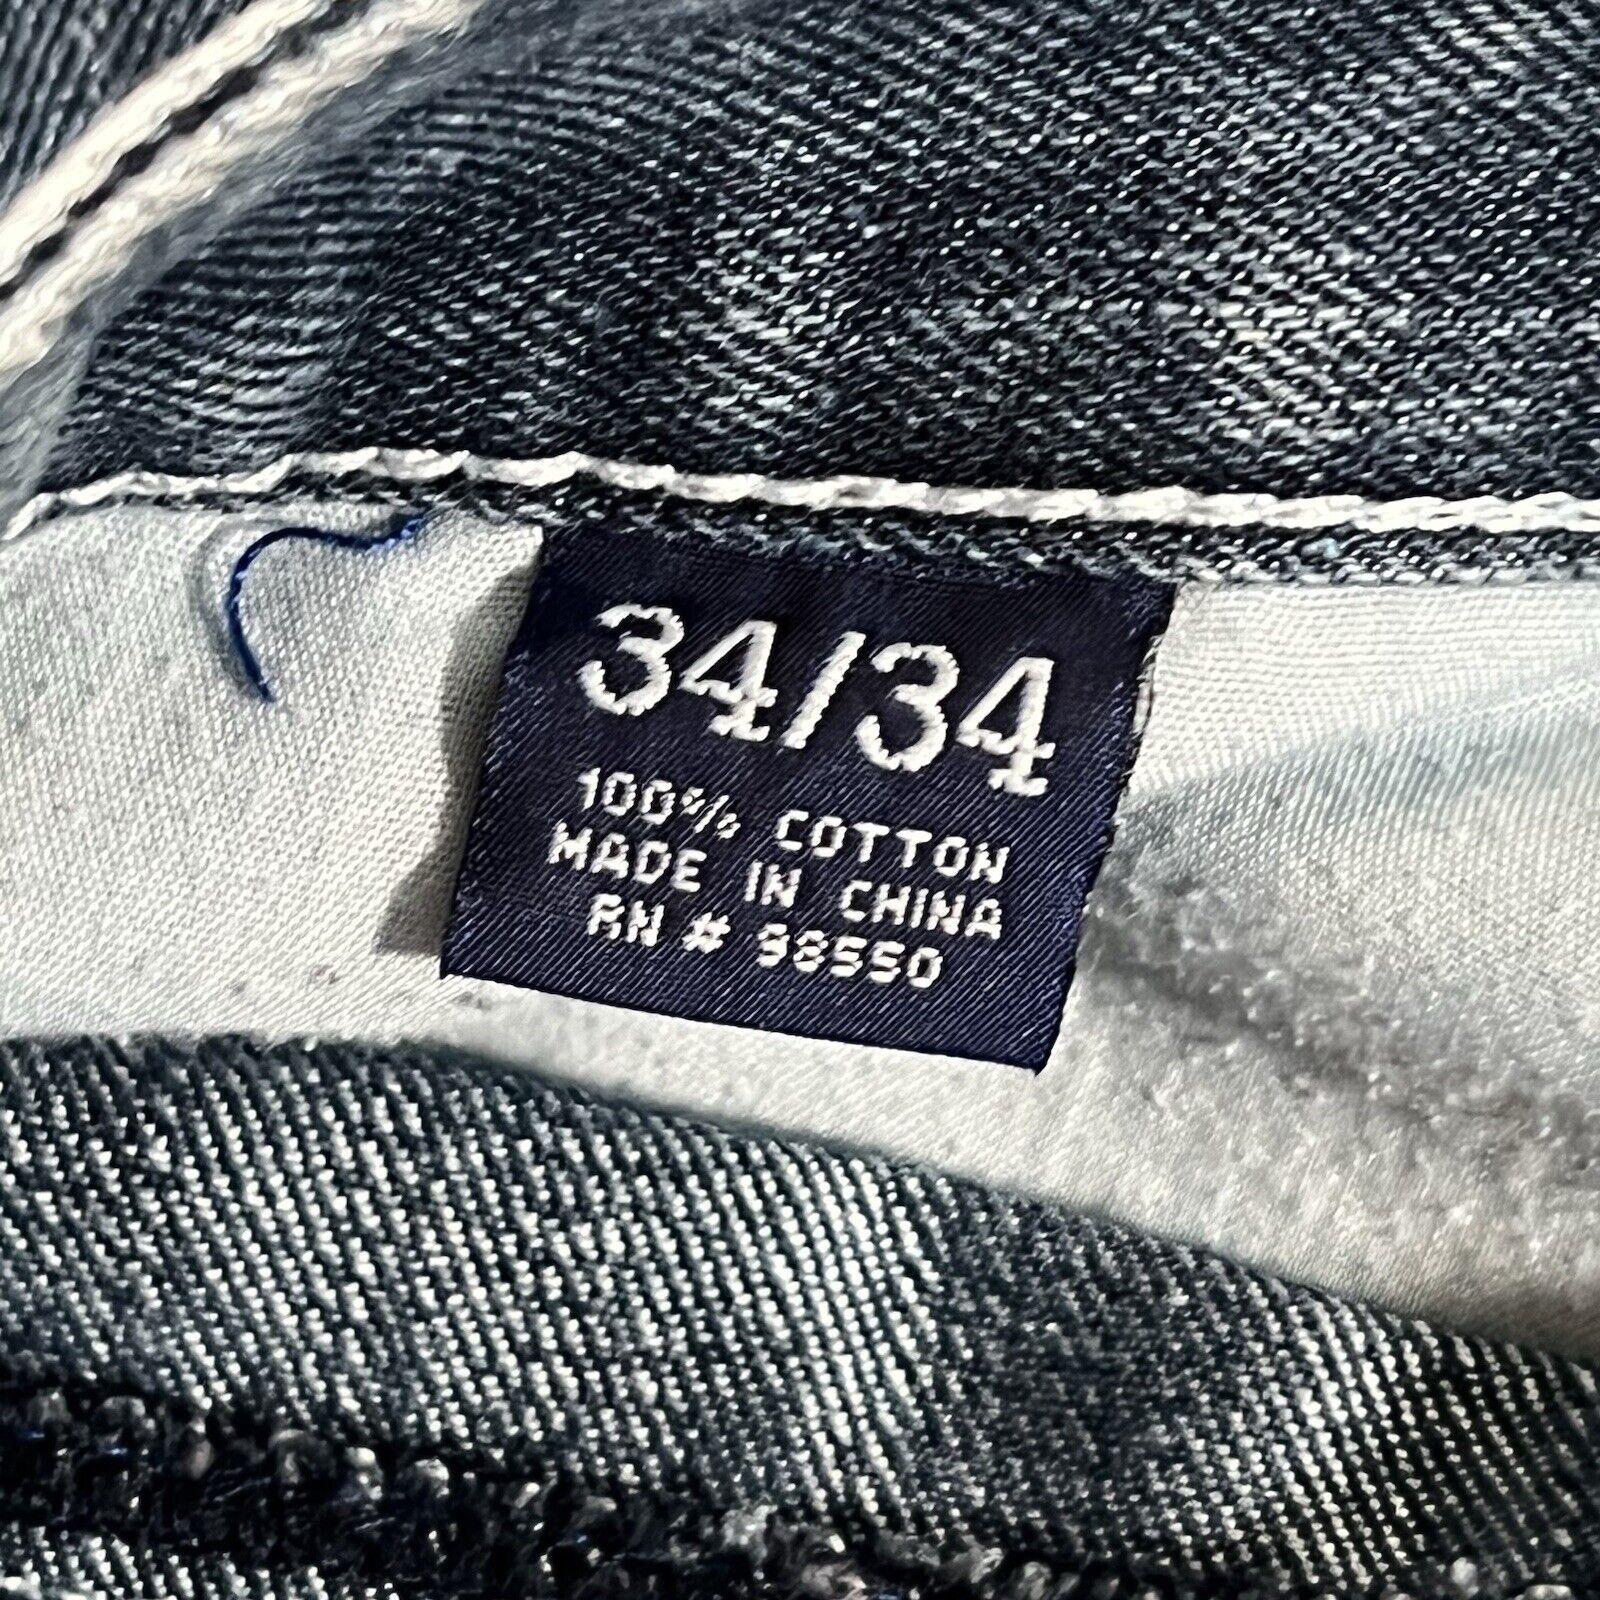 34/34
100% COTTON
MADE IN CHINA
RN # 98550